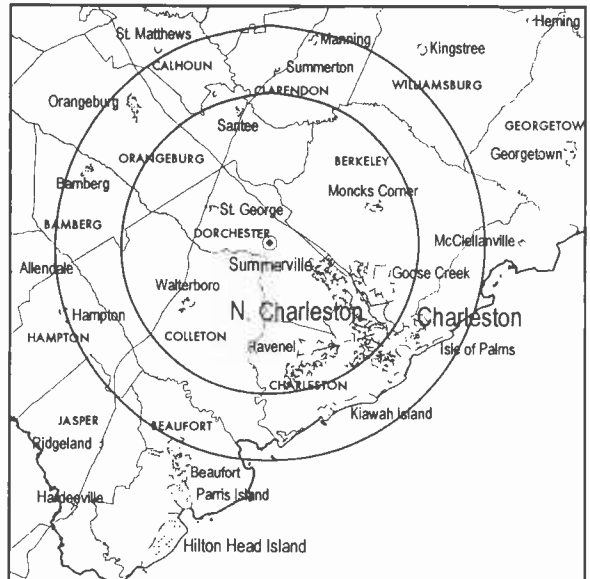 Heming
St. Matthews
Manning
Kingstree
CALHOUN
Summerton
WILLIAMSBURG
Orangeburg
CLARENDON
Santee
GEORGETOW
Georgetown
ORANGEBURG
BERKELEY
Bamberg
Moncks Corner
St. George
BAMBERG
DORCHESTER
McClellanville
Allendale
Summerville
Goose Creek
Walterboro
Hampton
N. Charleston
Charleston
HAMPTON
COLLETON
Ravenel
Isle of Palms
CHARLESTON
Kiawah Island
JASPER
BEAUFORT
Ridgeland
Beaufort
Hardeeville
Parris Island
Hilton Head Island